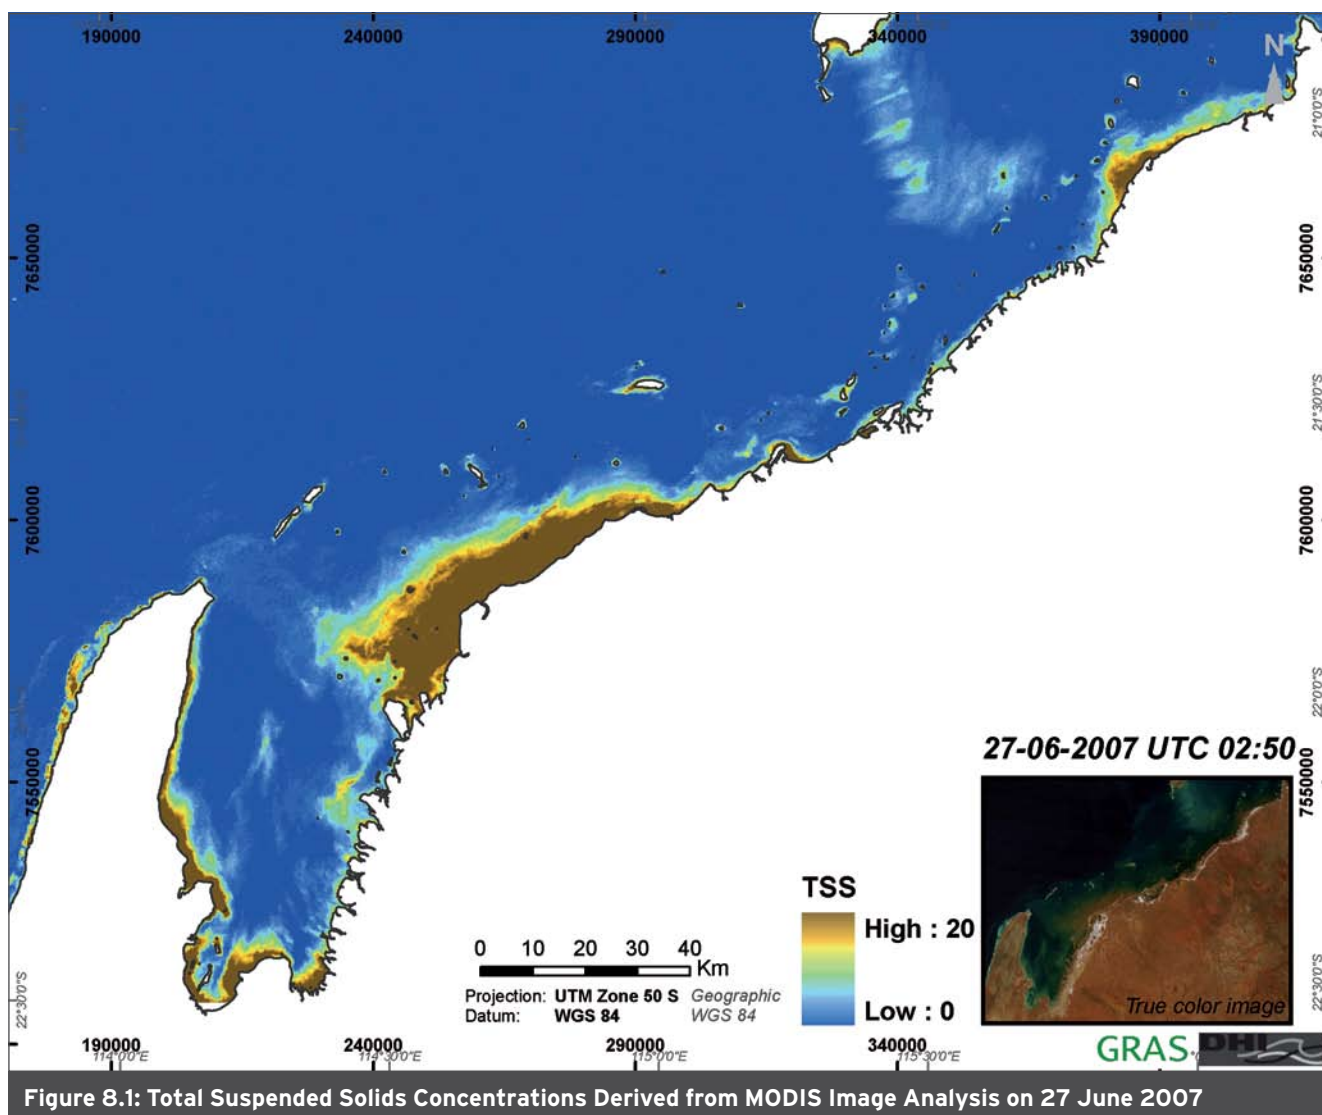 190000 240000 290000 340000 390000
N
21°0'0"S
7650000 7650000
21°30'0"S
7600000 7600000
22°0'0"S
27-06-2007 UTC 02:50
7550000 7550000
TSS
High : 20
Low : 0
0 10 20 30 40
Km
Projection: UTM Zone 50 S Geographic
Datum: WGS 84 WGS 84
True color image
22°30'0"S 22°30'0"S
190000 240000 290000 340000
114°0'0"E 114°30'0"E 115°0'0"E 115°30'0"E
GRAS DHI
Figure 8.1: Total Suspended Solids Concentrations Derived from MODIS Image Analysis on 27 June 2007